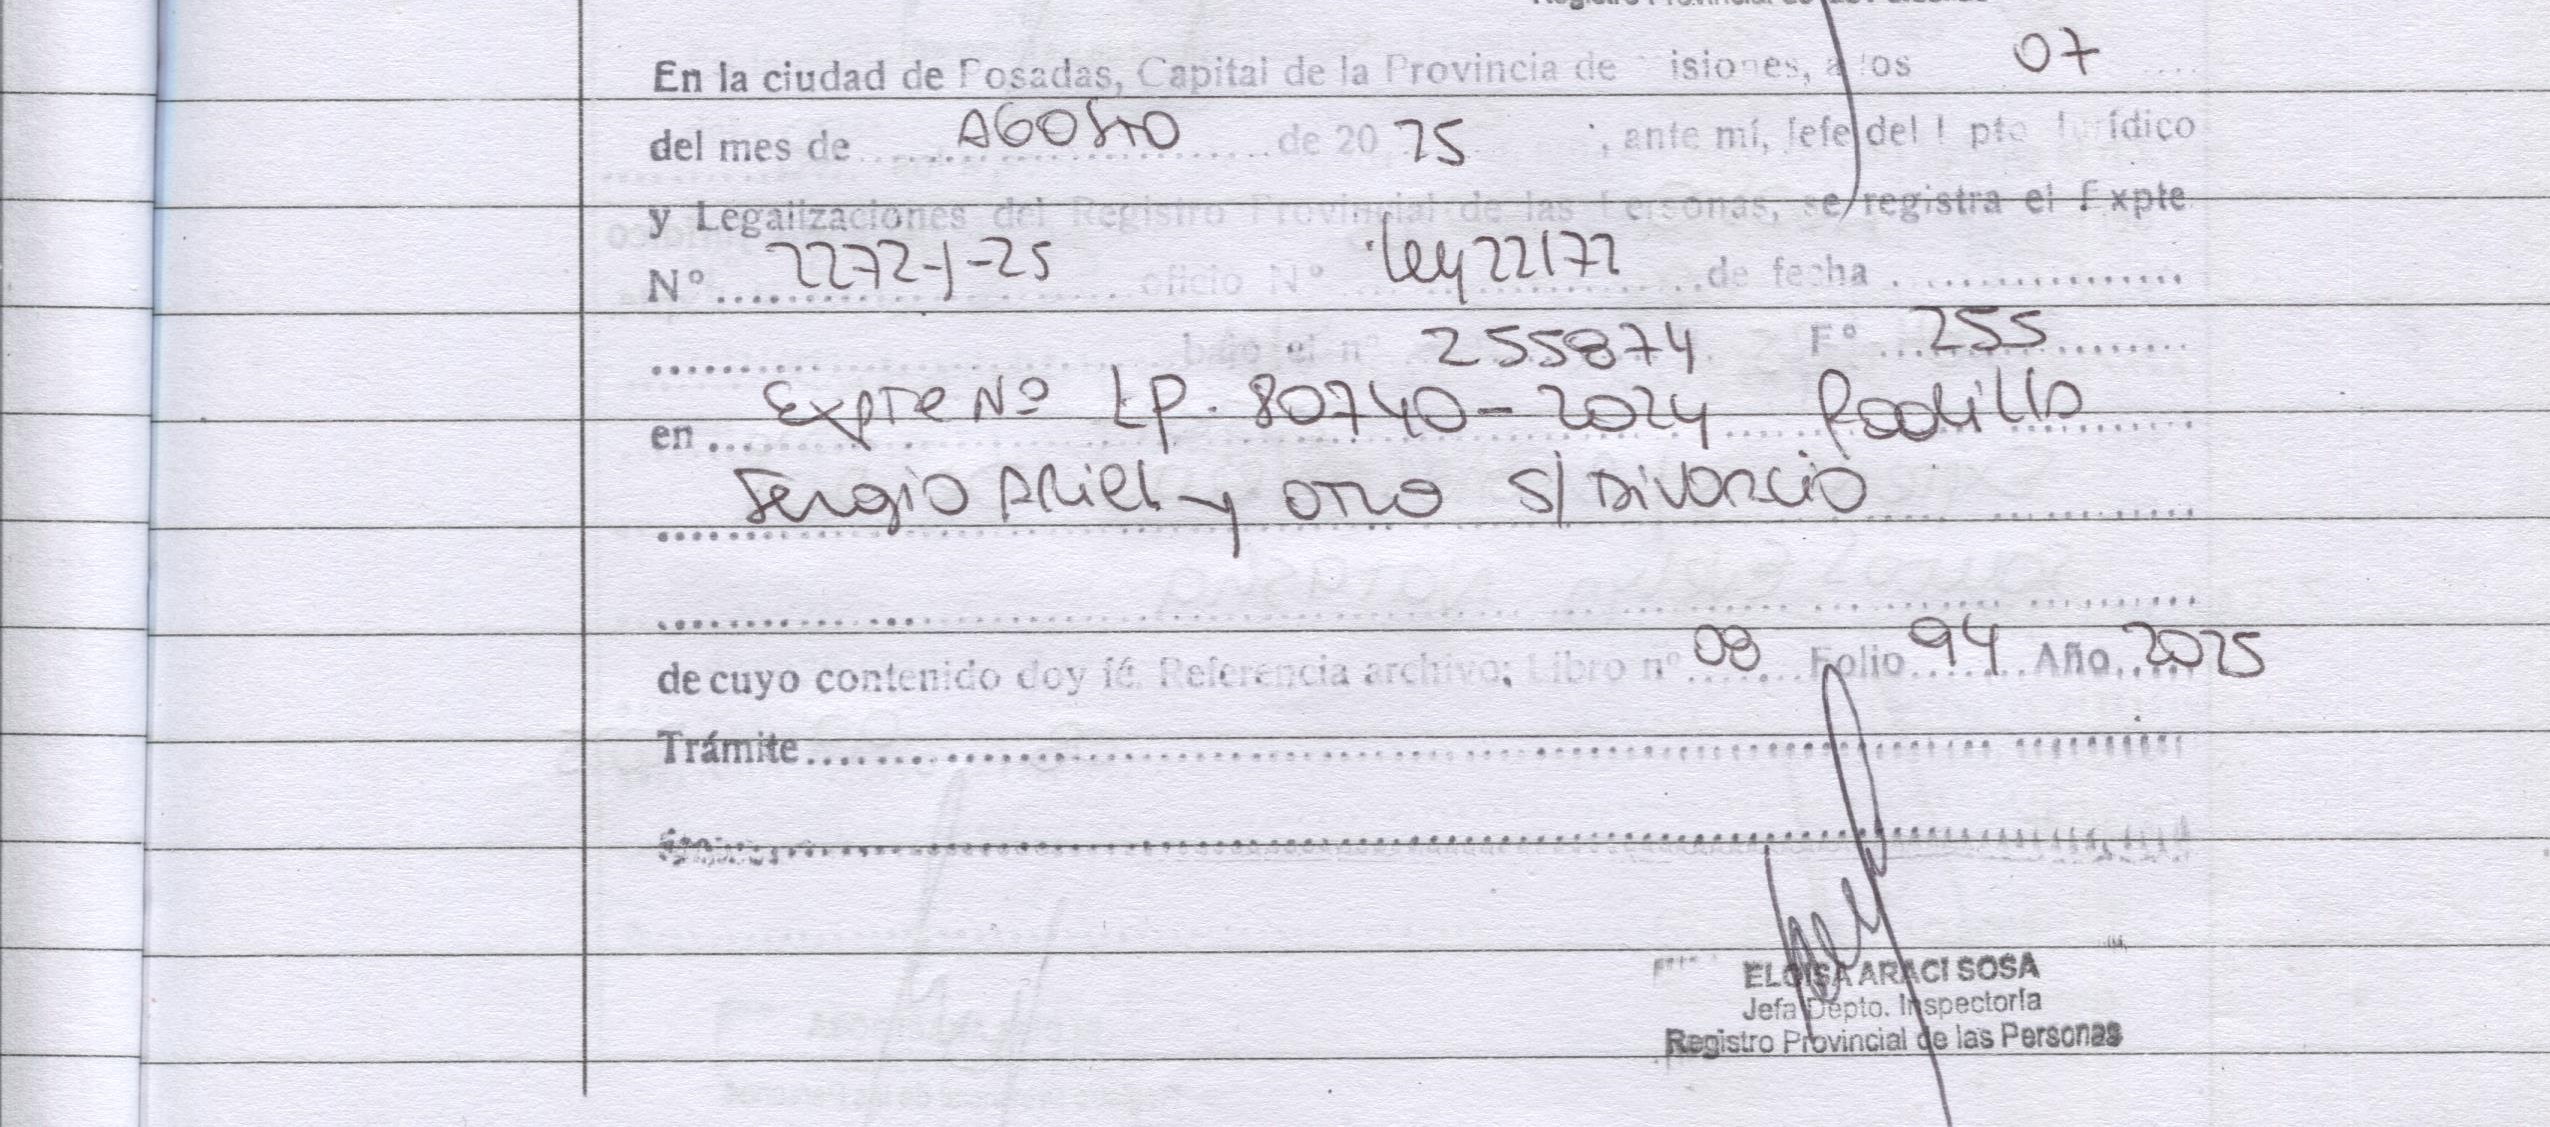 En la ciudad de Posadas, Capital de la Provincia de Misiones, a los 07
del mes de AGOSTO de 20 25, ante mí, Jefe del Dpto Jurídico
y Legalizaciones del Registro Provincial de las Personas, se registra el Expte
N° 2272-J-25 oficio N° ley 22172 de fecha
bajo el n° 255874 F° 255
en Expte Nº LP. 80740-2024
Sergio Ariel y otro s/ Divorcio
de cuyo contenido doy fé. Referencia archivo; Libro nº 08 Folio 94 Año 2025
Trámite
ELOISA ARACI SOSA
Jefa Depto. Inspectoría
Registro Provincial de las Personas